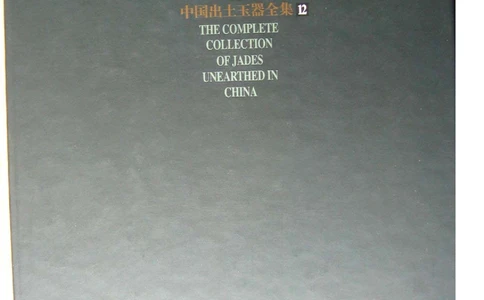 中国出土玉器全集 12
THE COMPLETE
COLLECTION
OF JADES
UNEARTHED IN
CHINA